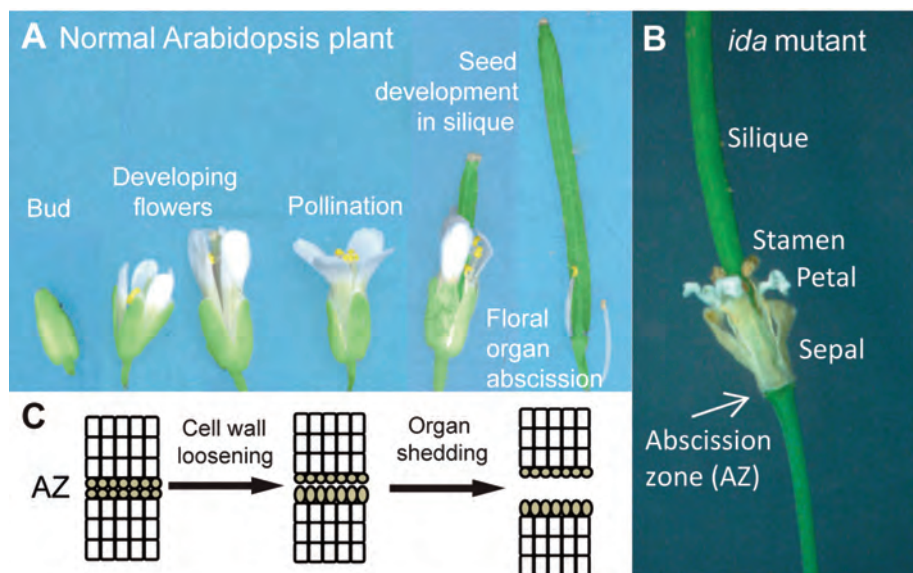 A Normal Arabidopsis plant
Bud
Developing
flowers
Pollination
Seed
development
in silique
Floral
organ
abscission
B ida mutant
Silique
Stamen
Petal
Sepal
Abscission
zone (AZ)
C
AZ
Cell wall
loosening
Organ
shedding